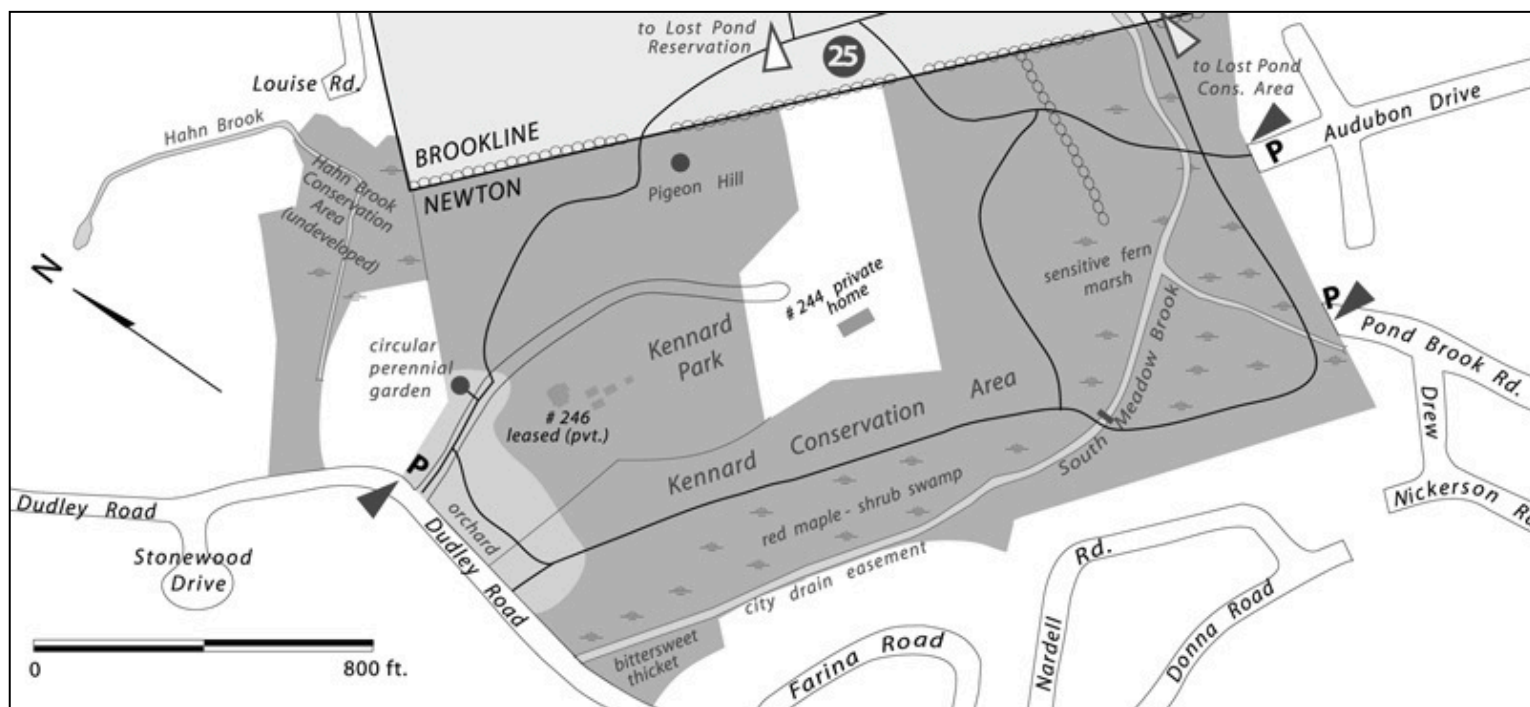 to Lost Pond
Reservation
25
to Lost Pond
Cons. Area
Louise Rd.
Hahn Brook
BROOKLINE
NEWTON
Audubon Drive
P
Pigeon Hill
Hahn Brook
Conservation
Area
(undeveloped)
N
sensitive fern
marsh
# 244 private
home
P
Pond Brook Rd.
Kennard
Park
circular
perennial
garden
# 246
leased (pvt.)
Drew
South Meadow Brook
Kennard Conservation Area
P
Dudley Road
orchard
red maple - shrub swamp
Nickerson Ro
Stonewood
Drive
Dudley Road
city drain easement
Rd.
Nardell
Donna Road
Farina Road
bittersweet
thicket
0
800 ft.